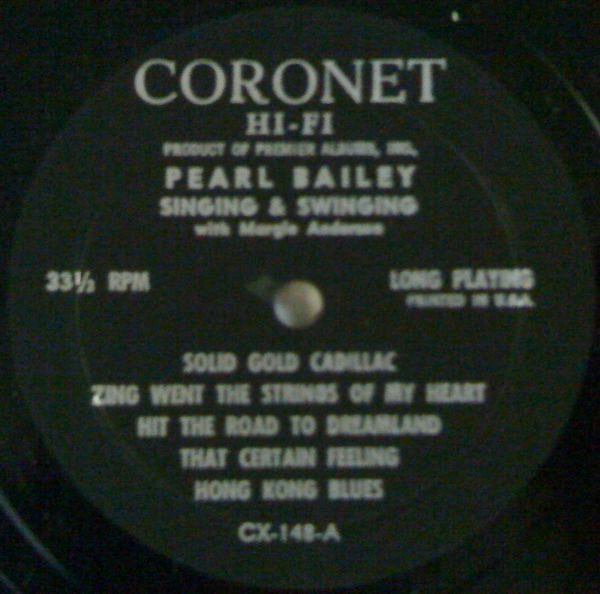 CORONET
HI-FI
PRODUCT OF PREMIER ALBUMS, INC.
PEARL BAILEY
SINGING & SWINGING
with Margie Anderson
33⅓ RPM
LONG PLAYING
PRINTED IN U.S.A.
SOLID GOLD CADILLAC
ZING WENT THE STRINGS OF MY HEART
HIT THE ROAD TO DREAMLAND
THAT CERTAIN FEELING
HONG KONG BLUES
CX-148-A